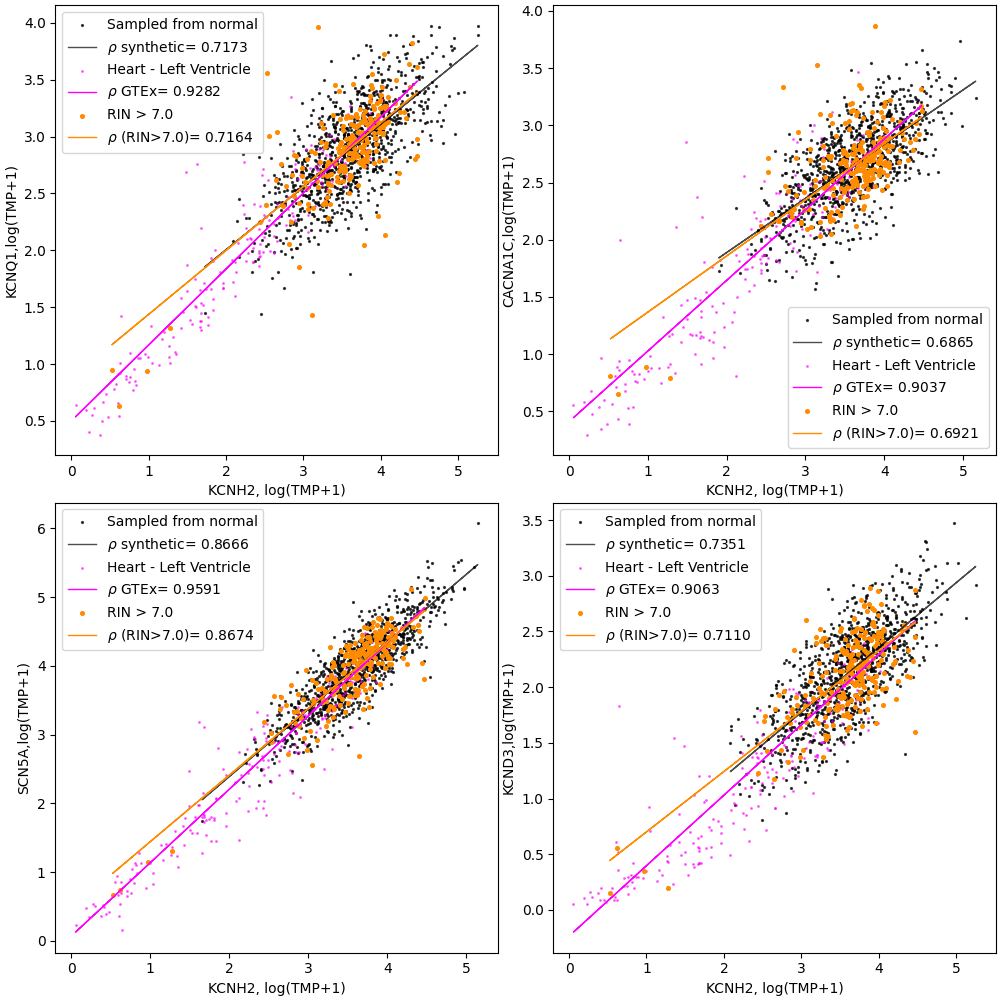 4.0
3.5
3.0
2.5
2.0
1.5
1.0
0.5
KCNQ1,log(TMP+1)
Sampled from normal
ρ synthetic= 0.7173
Heart - Left Ventricle
ρ GTEx= 0.9282
RIN > 7.0
ρ (RIN>7.0)= 0.7164
0 1 2 3 4 5
KCNH2, log(TMP+1)
4.0
3.5
3.0
2.5
2.0
1.5
1.0
0.5
CACNA1C,log(TMP+1)
Sampled from normal
ρ synthetic= 0.6865
Heart - Left Ventricle
ρ GTEx= 0.9037
RIN > 7.0
ρ (RIN>7.0)= 0.6921
0 1 2 3 4 5
KCNH2, log(TMP+1)
6
5
4
3
2
1
0
SCN5A,log(TMP+1)
Sampled from normal
ρ synthetic= 0.8666
Heart - Left Ventricle
ρ GTEx= 0.9591
RIN > 7.0
ρ (RIN>7.0)= 0.8674
0 1 2 3 4 5
KCNH2, log(TMP+1)
3.5
3.0
2.5
2.0
1.5
1.0
0.5
0.0
KCND3,log(TMP+1)
Sampled from normal
ρ synthetic= 0.7351
Heart - Left Ventricle
ρ GTEx= 0.9063
RIN > 7.0
ρ (RIN>7.0)= 0.7110
0 1 2 3 4 5
KCNH2, log(TMP+1)